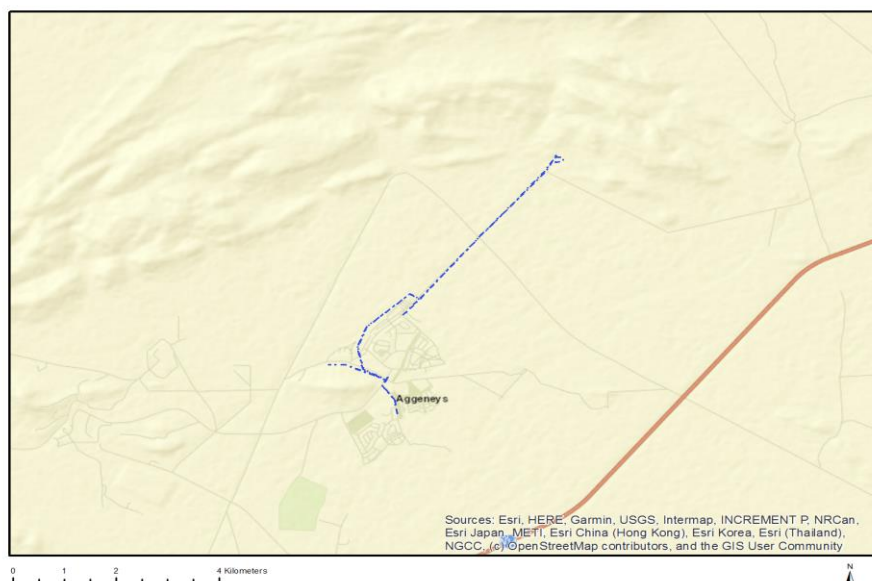 Aggeneys
Sources: Esri, HERE, Garmin, USGS, Intermap, INCREMENT P, NRCan,
Esri Japan, METI, Esri China (Hong Kong), Esri Korea, Esri (Thailand),
NGCC, (c) OpenStreetMap contributors, and the GIS User Community
0 1 2 4 Kilometers
N